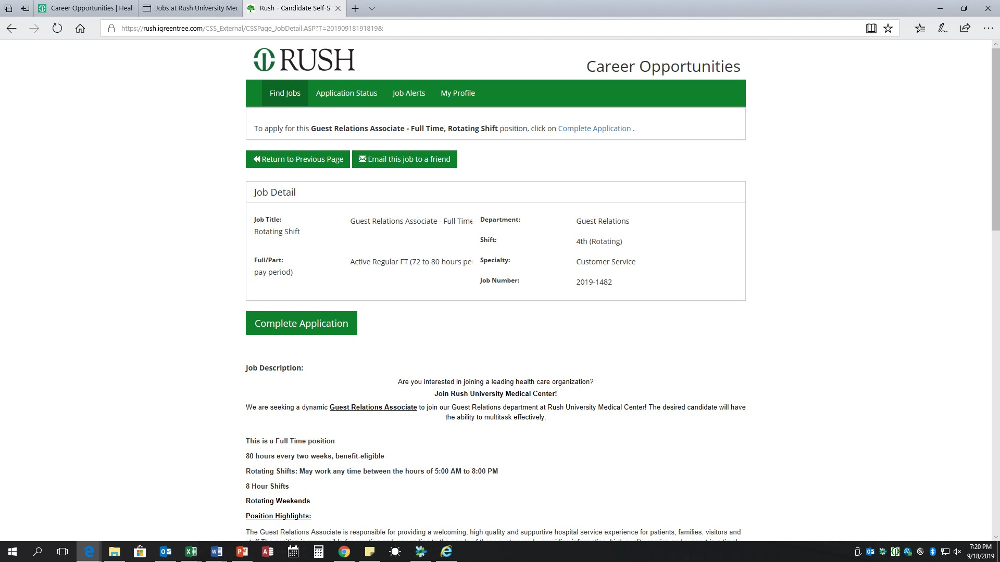 Career Opportunities | Healt
Jobs at Rush University Mec
Rush - Candidate Self-S
https://rush.igreentree.com/CSS_External/CSSPage_JobDetail.ASP?T=20190918191819&
RUSH
Career Opportunities
Find Jobs Application Status Job Alerts My Profile
To apply for this Guest Relations Associate - Full Time, Rotating Shift position, click on Complete Application .
Return to Previous Page Email this job to a friend
Job Detail
Job Title: Guest Relations Associate - Full Time
Rotating Shift
Full/Part: Active Regular FT (72 to 80 hours per
pay period)
Department: Guest Relations
Shift: 4th (Rotating)
Specialty: Customer Service
Job Number: 2019-1482
Complete Application
Job Description:
Are you interested in joining a leading health care organization?
Join Rush University Medical Center!
We are seeking a dynamic Guest Relations Associate to join our Guest Relations department at Rush University Medical Center! The desired candidate will have
the ability to multitask effectively.
This is a Full Time position
80 hours every two weeks, benefit-eligible
Rotating Shifts: May work any time between the hours of 5:00 AM to 8:00 PM
8 Hour Shifts
Rotating Weekends
Position Highlights:
The Guest Relations Associate is responsible for providing a welcoming, high quality and supportive hospital service experience for patients, families, visitors and
7:20 PM
9/18/2019